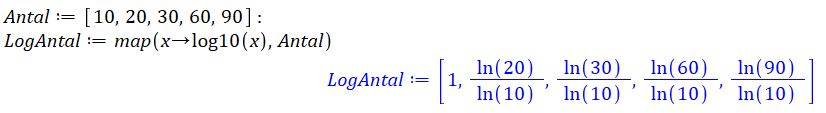 Antal := [10, 20, 30, 60, 90] :
LogAntal := map(x→log10(x), Antal)
LogAntal := [1, ln(20)/ln(10), ln(30)/ln(10), ln(60)/ln(10), ln(90)/ln(10)]